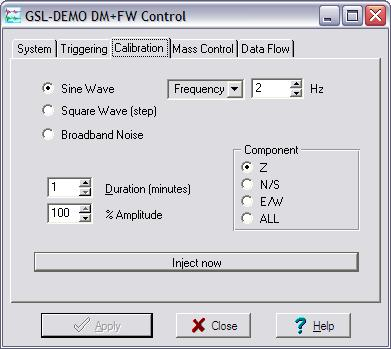 GSL-DEMO DM+FW Control
System Triggering Calibration Mass Control Data Flow
Sine Wave Frequency 2 Hz
Square Wave (step)
Broadband Noise
Component
Z
N/S
E/W
ALL
1 Duration (minutes)
100 % Amplitude
Inject now
Apply Close ? Help